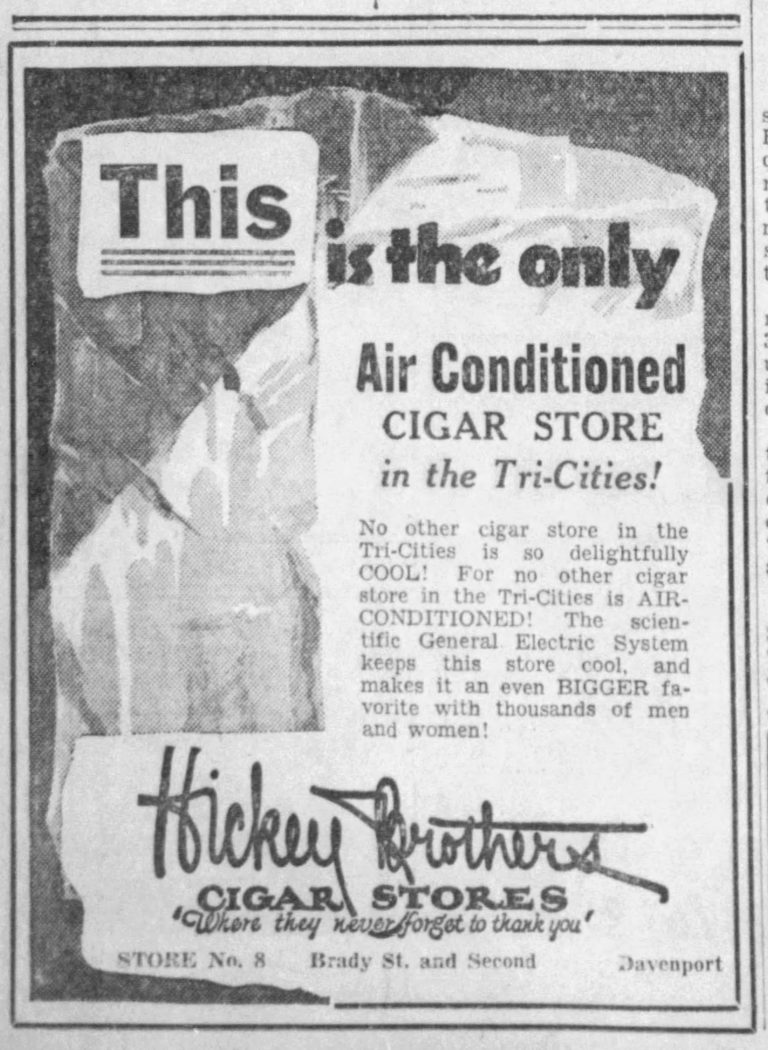 This
is the only
Air Conditioned
CIGAR STORE
in the Tri-Cities!
No other cigar store in the
Tri-Cities is so delightfully
COOL! For no other cigar
store in the Tri-Cities is AIR-
CONDITIONED! The scien-
tific General Electric System
keeps this store cool, and
makes it an even BIGGER fa-
vorite with thousands of men
and women!
Hickey Brothers
CIGAR STORES
"Where they never forget to thank you"
STORE No. 8 Brady St. and Second Davenport